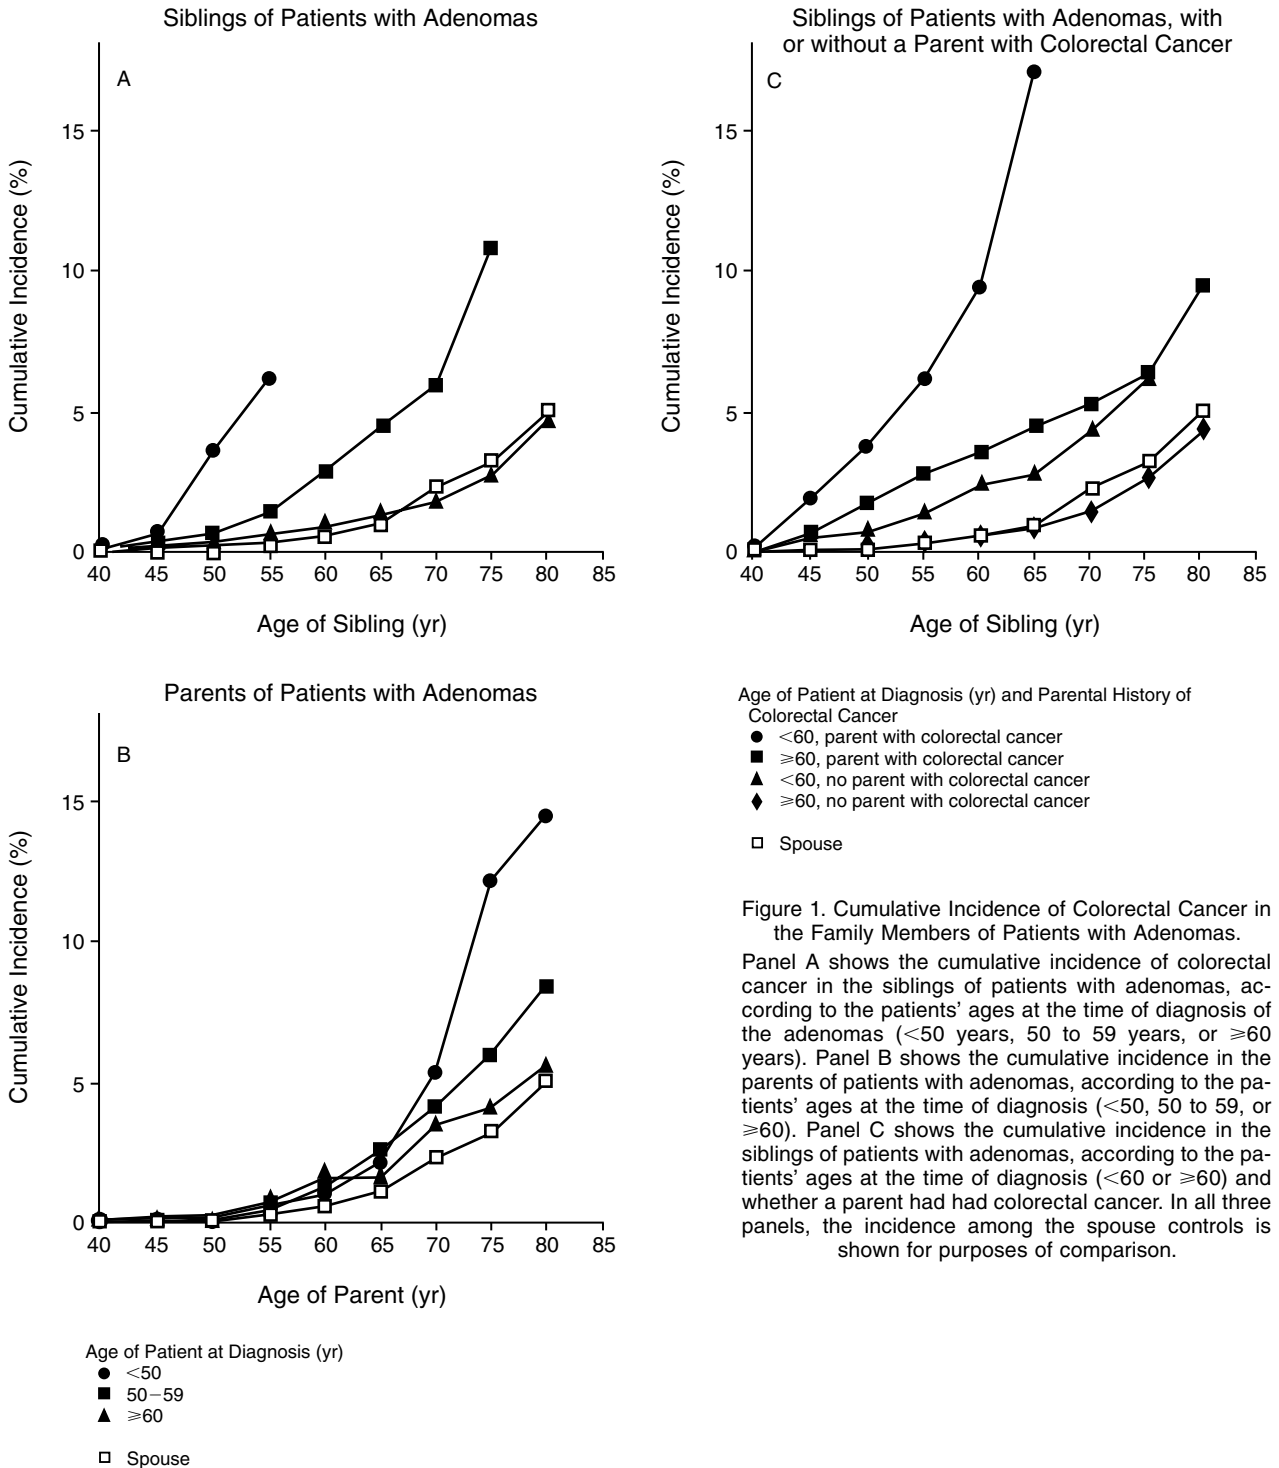 Siblings of Patients with Adenomas
A
15
10
5
0
40 45 50 55 60 65 70 75 80 85
Cumulative Incidence (%)
Age of Sibling (yr)
Siblings of Patients with Adenomas, with
or without a Parent with Colorectal Cancer
C
15
10
5
0
40 45 50 55 60 65 70 75 80 85
Cumulative Incidence (%)
Age of Sibling (yr)
Parents of Patients with Adenomas
B
15
10
5
0
40 45 50 55 60 65 70 75 80 85
Cumulative Incidence (%)
Age of Parent (yr)
Age of Patient at Diagnosis (yr)
<50
50–59
⩾60
Spouse
Age of Patient at Diagnosis (yr) and Parental History of
Colorectal Cancer
<60, parent with colorectal cancer
⩾60, parent with colorectal cancer
<60, no parent with colorectal cancer
⩾60, no parent with colorectal cancer
Spouse
Figure 1. Cumulative Incidence of Colorectal Cancer in
the Family Members of Patients with Adenomas.
Panel A shows the cumulative incidence of colorectal
cancer in the siblings of patients with adenomas, ac-
cording to the patients' ages at the time of diagnosis of
the adenomas (<50 years, 50 to 59 years, or ⩾60
years). Panel B shows the cumulative incidence in the
parents of patients with adenomas, according to the pa-
tients' ages at the time of diagnosis (<50, 50 to 59, or
⩾60). Panel C shows the cumulative incidence in the
siblings of patients with adenomas, according to the pa-
tients' ages at the time of diagnosis (<60 or ⩾60) and
whether a parent had had colorectal cancer. In all three
panels, the incidence among the spouse controls is
shown for purposes of comparison.